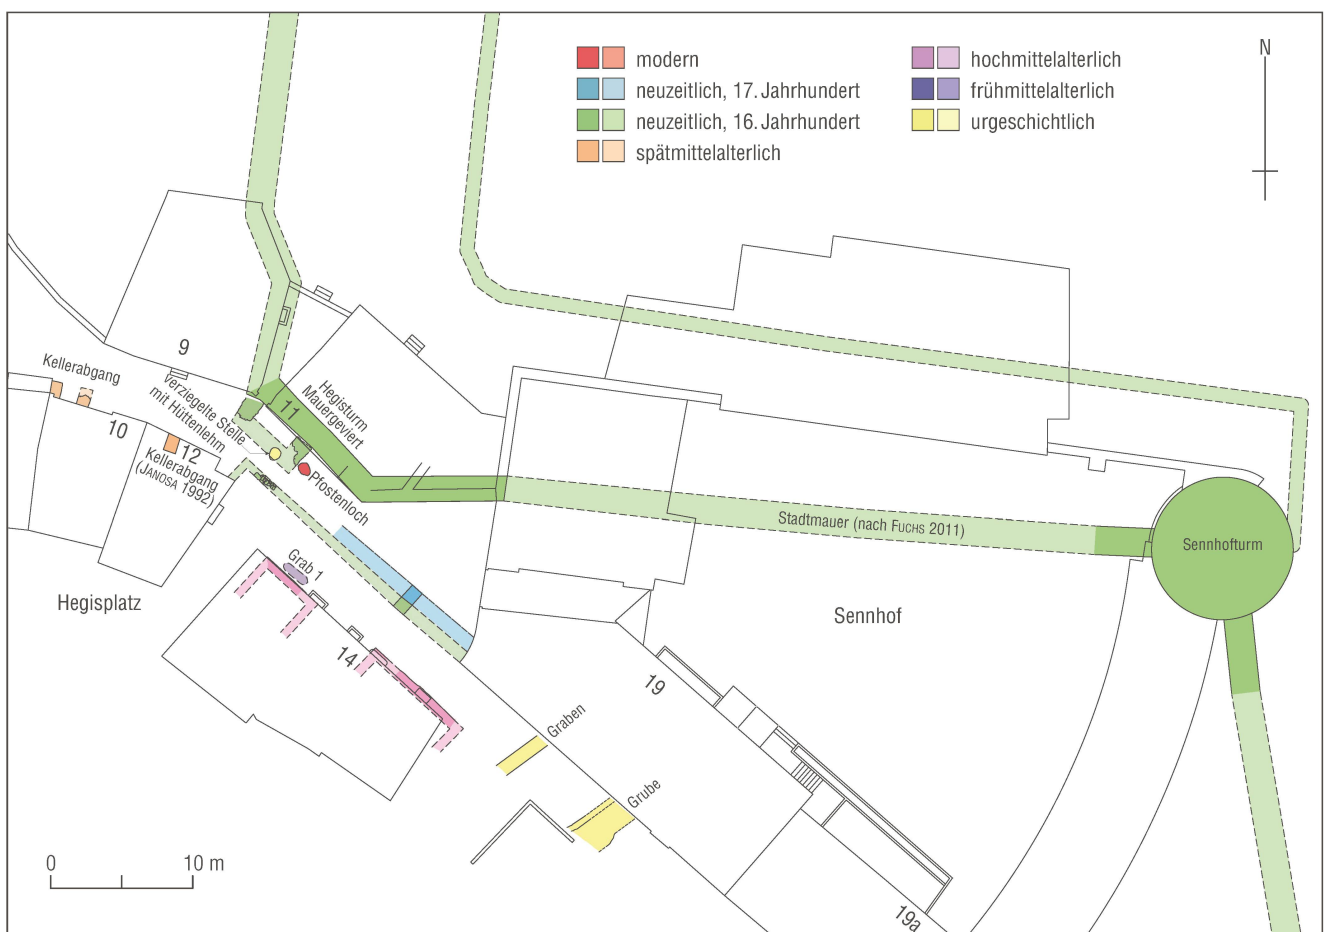 modern
neuzeitlich, 17. Jahrhundert
neuzeitlich, 16. Jahrhundert
spätmittelalterlich
hochmittelalterlich
frühmittelalterlich
urgeschichtlich
N
9
Kellerabgang
10
Verziegelte Stelle
mit Hüttenlehm
11
Hegisturm
Mauergeviert
12
Kellerabgang
(JANOSA 1992)
Pfostenloch
Stadtmauer (nach FUCHS 2011)
Sennhofturm
Grab 1
Hegisplatz
Sennhof
14
19
Graben
Grube
0 10 m
19a